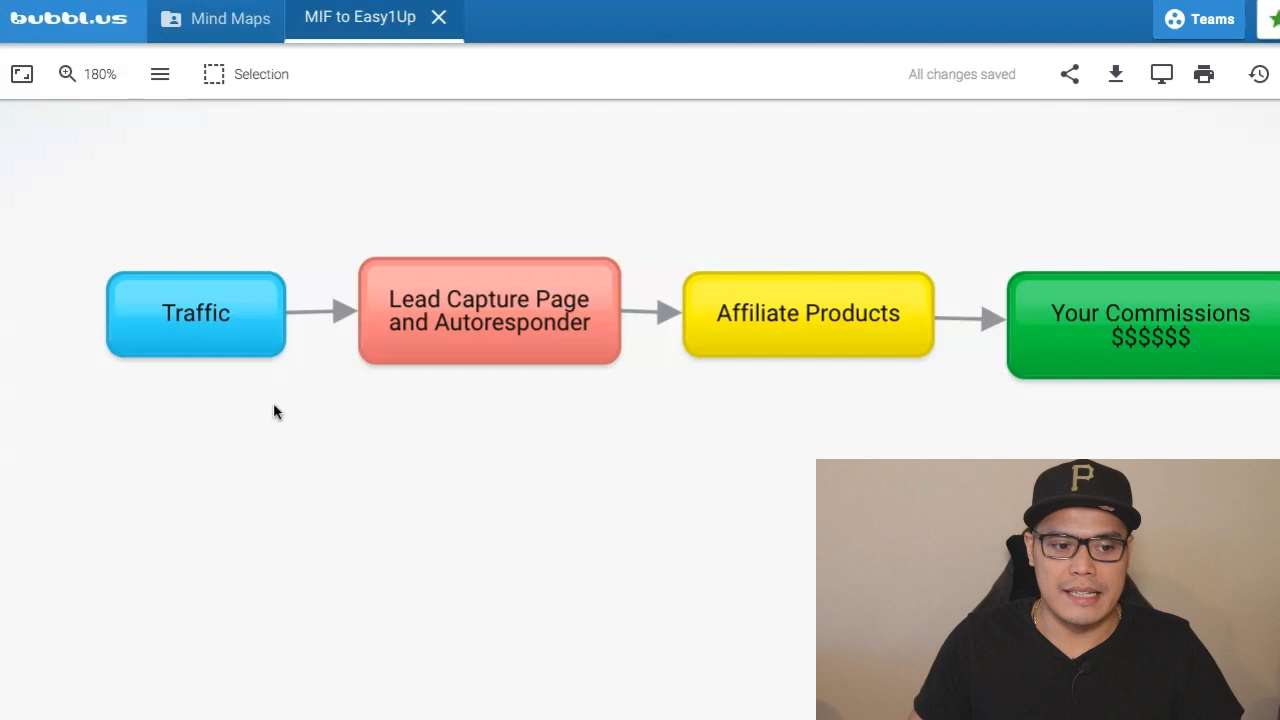 bubbl.us
Mind Maps
MIF to Easy1Up
Teams
180%
Selection
All changes saved
Traffic
Lead Capture Page
and Autoresponder
Affiliate Products
Your Commissions
$$$$$$
P